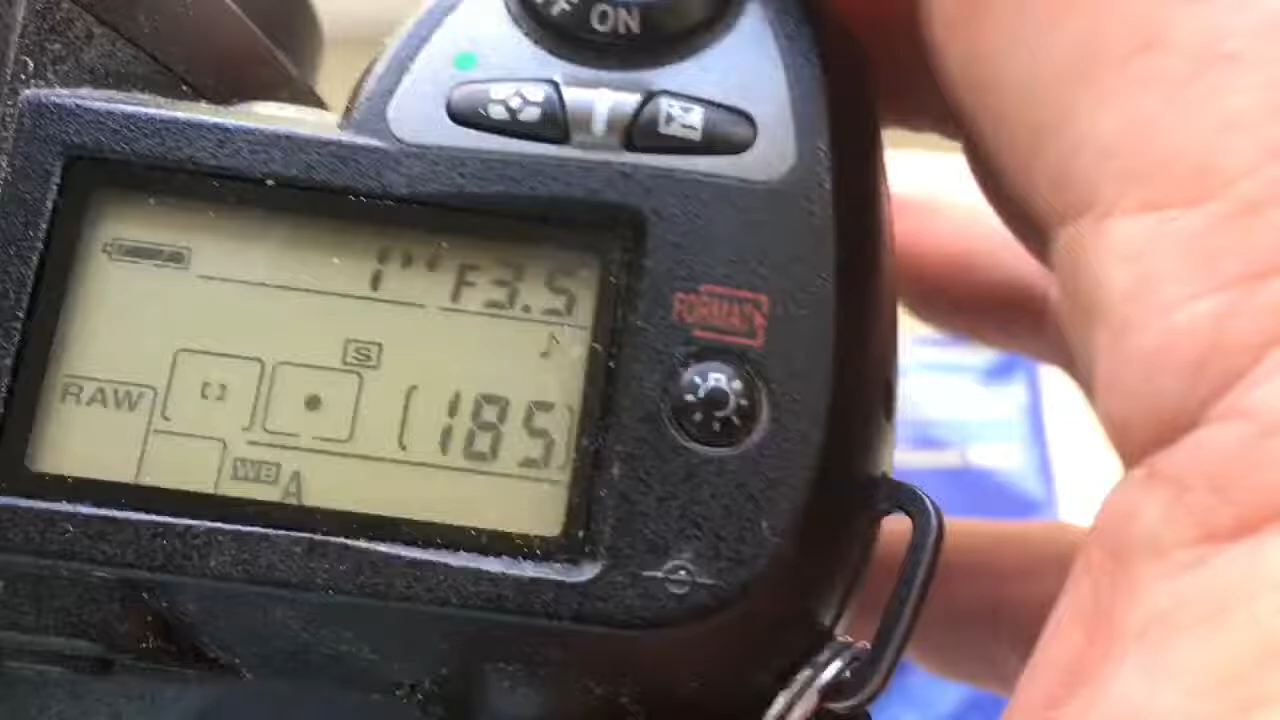 ON
1" F3.5
FORMAT
S
RAW
(185)
WB A